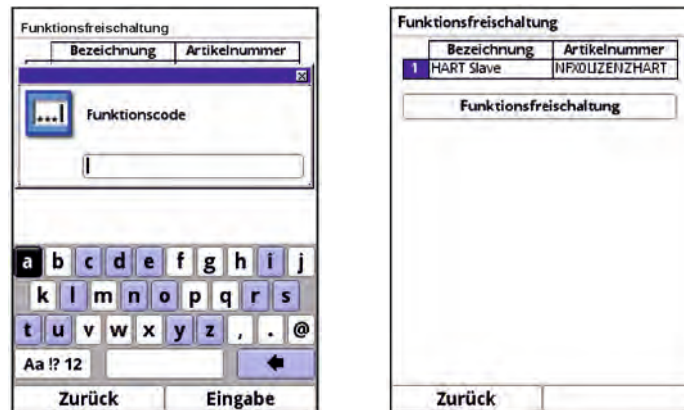 Funktionsfreischaltung
Bezeichnung Artikelnummer
Funktionscode
a b c d e f g h i j
k l m n o p q r s
t u v w x y z , . @
Aa !? 12
Zurück Eingabe
Funktionsfreischaltung
Bezeichnung Artikelnummer
1 HART Slave NFX0LIZENZHART
Funktionsfreischaltung
Zurück